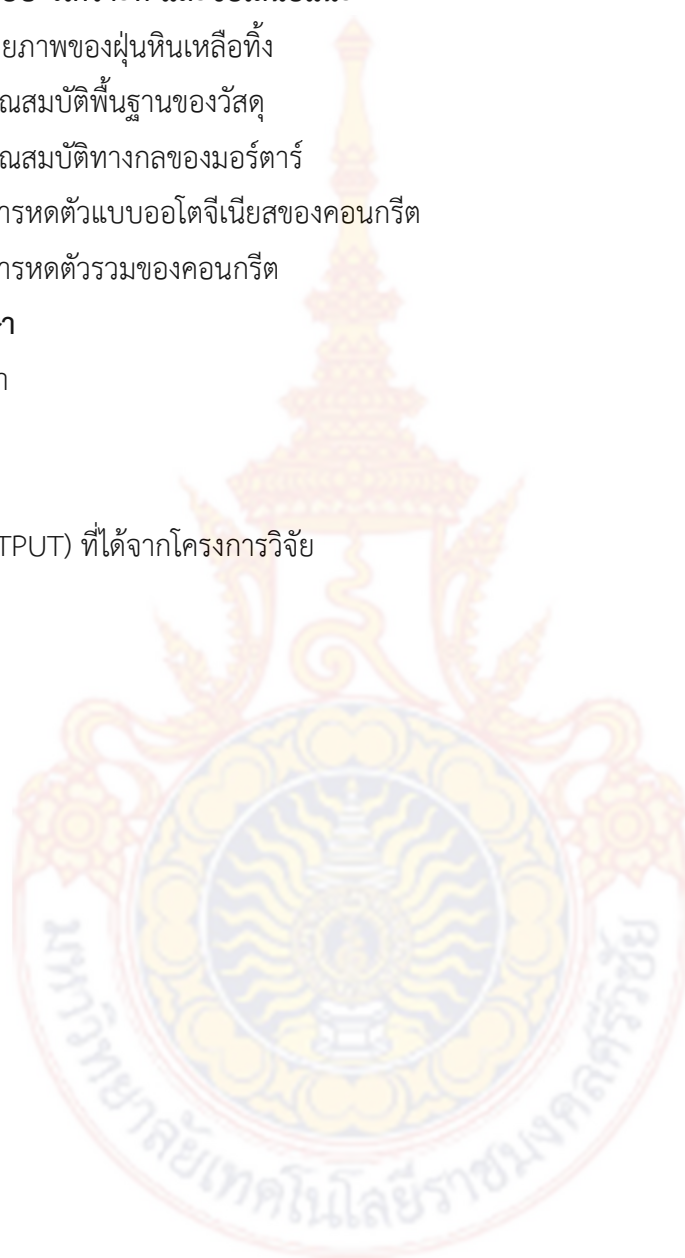 ยภาพของฝุ่นหินเหลือทิ้ง
ณสมบัติพื้นฐานของวัสดุ
ณสมบัติทางกลของมอร์ตาร์
ารหดตัวแบบออโตจีเนียสของคอนกรีต
ารหดตัวรวมของคอนกรีต
ษา
า
TPUT) ที่ได้จากโครงการวิจัย
มหาวิทยาลัยเทคโนโลยีราชมงคลศรีวิชัย